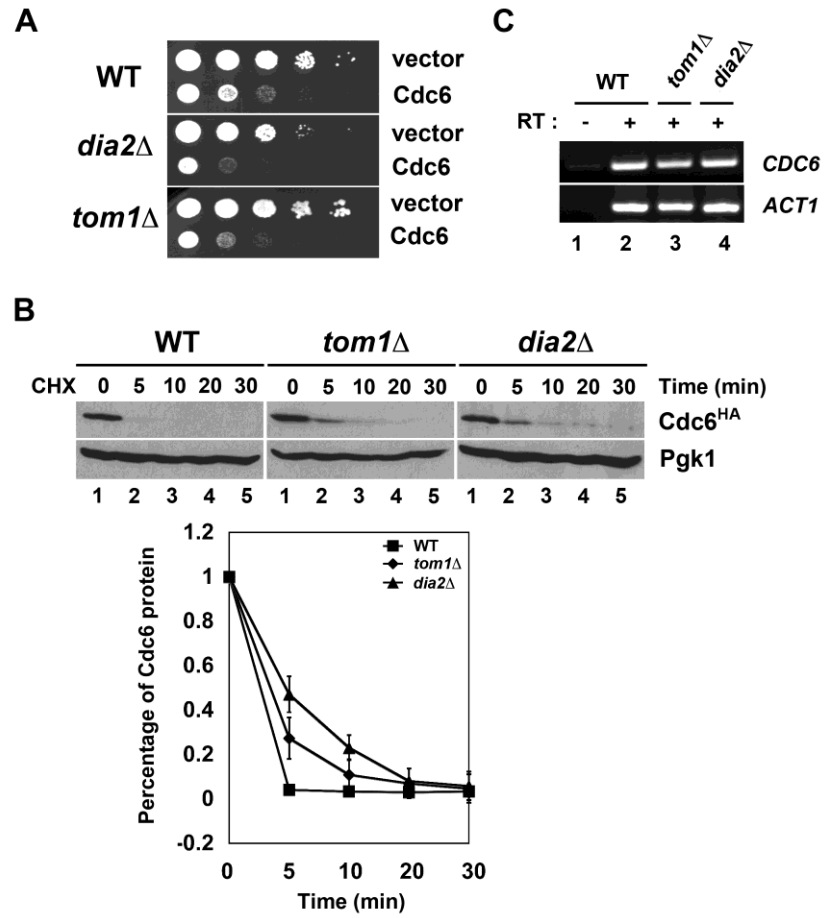 A
WT
vector
Cdc6
dia2Δ
vector
Cdc6
tom1Δ
vector
Cdc6
C
WT tom1Δ dia2Δ
RT : - + + +
CDC6
ACT1
1 2 3 4
B
WT tom1Δ dia2Δ
CHX 0 5 10 20 30 0 5 10 20 30 0 5 10 20 30 Time (min)
Cdc6HA
Pgk1
1 2 3 4 5 1 2 3 4 5 1 2 3 4 5
Percentage of Cdc6 protein
1.2
1
0.8
0.6
0.4
0.2
0
-0.2
WT
tom1Δ
dia2Δ
0 5 10 20 30
Time (min)